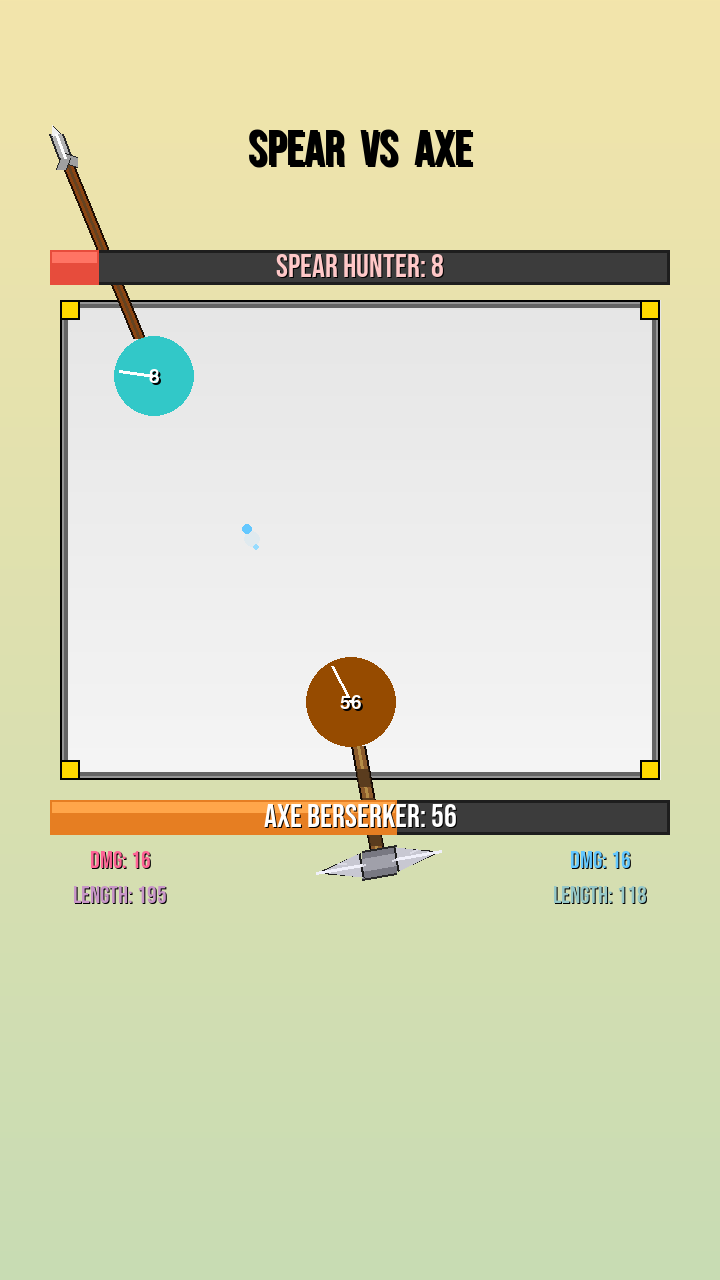 SPEAR VS AXE
SPEAR HUNTER: 8
8
56
AXE BERSERKER: 56
DMG: 16
LENGTH: 195
DMG: 16
LENGTH: 118